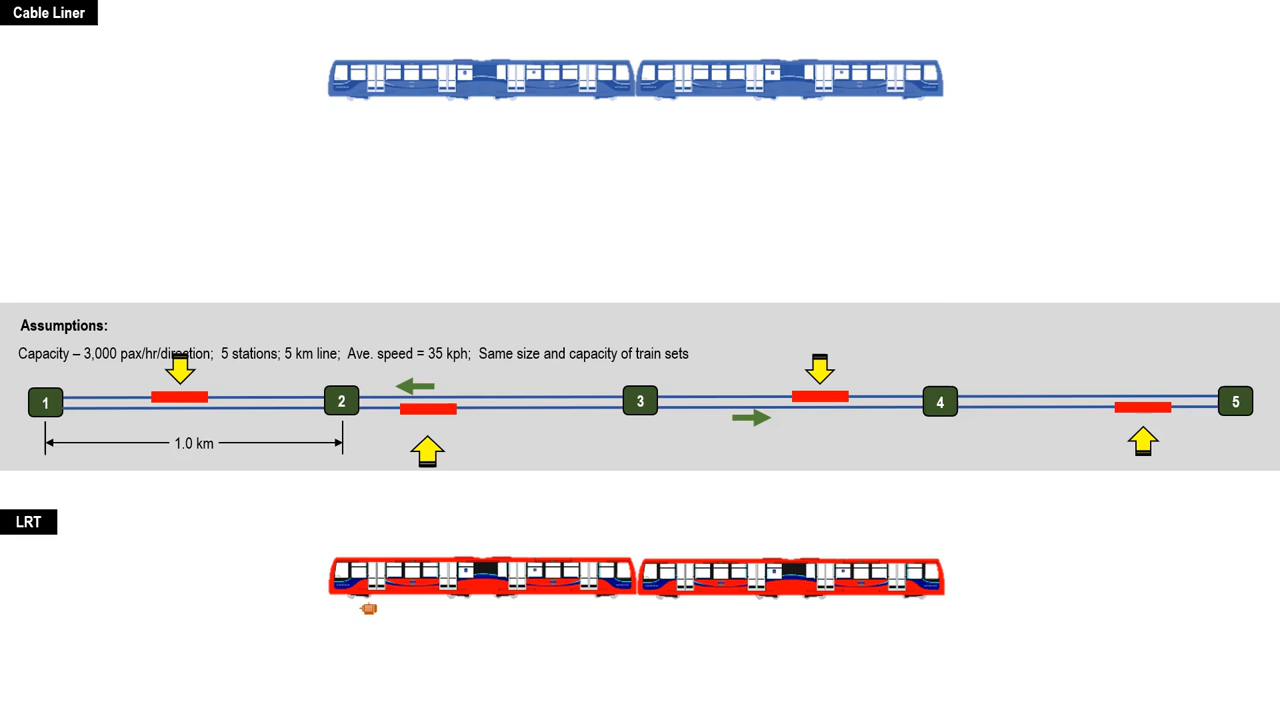 Cable Liner
Assumptions:
Capacity – 3,000 pax/hr/direction; 5 stations; 5 km line; Ave. speed = 35 kph; Same size and capacity of train sets
1 2 3 4 5
1.0 km
LRT